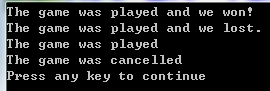 The game was played and we won!
The game was played and we lost.
The game was played
The game was cancelled
Press any key to continue